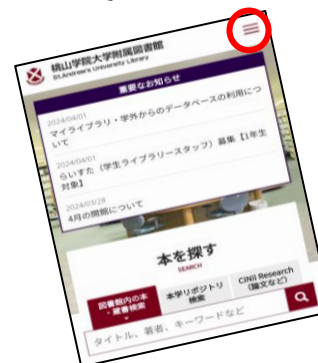 桃山学院大学附属図書館
St.Andrew's University Library
重要なお知らせ
2024/04/01
マイライブラリ・学外からのデータベースの利用につ
いて
2024/04/01
らいすた（学生ライブラリースタッフ）募集【1年生
対象】
2024/03/28
4月の開館について
本を探す
SEARCH
図書館内の本
・蔵書検索
本学リポジトリ
検索
CiNii Research
（論文など）
タイトル、著者、キーワードなど